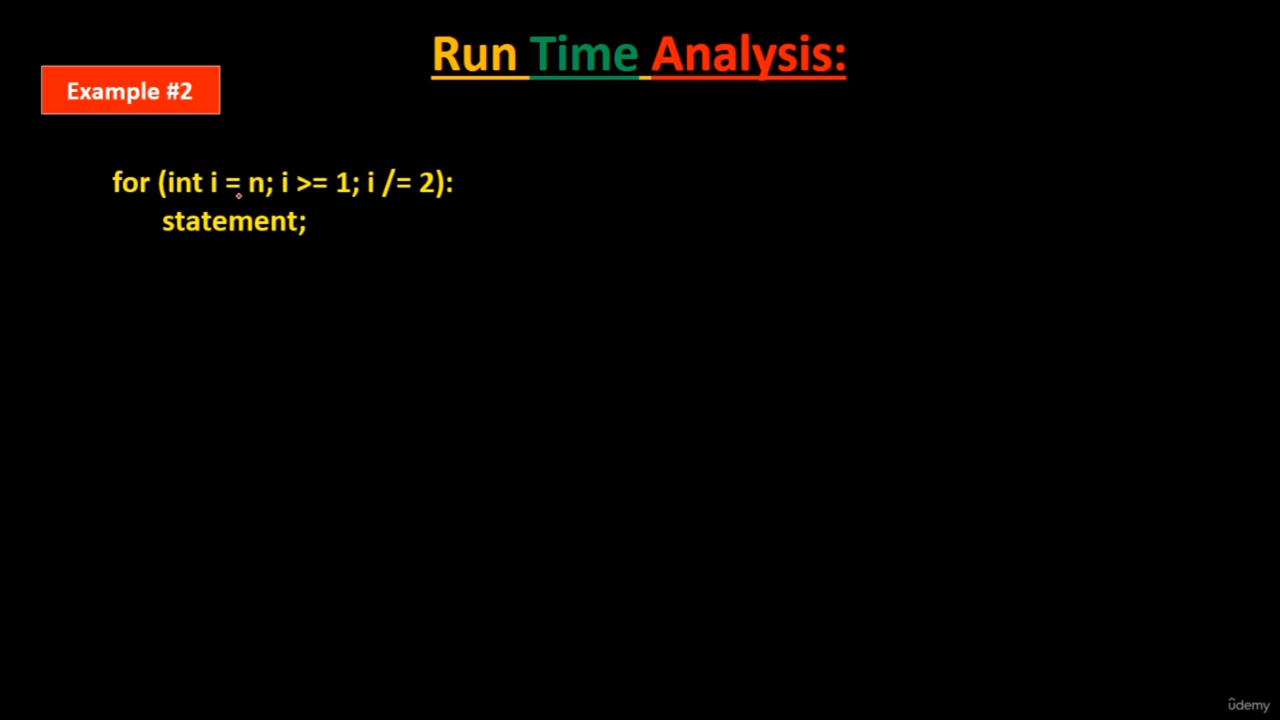 Run Time Analysis:
Example #2
for (int i = n; i >= 1; i /= 2):
statement;
ûdemy